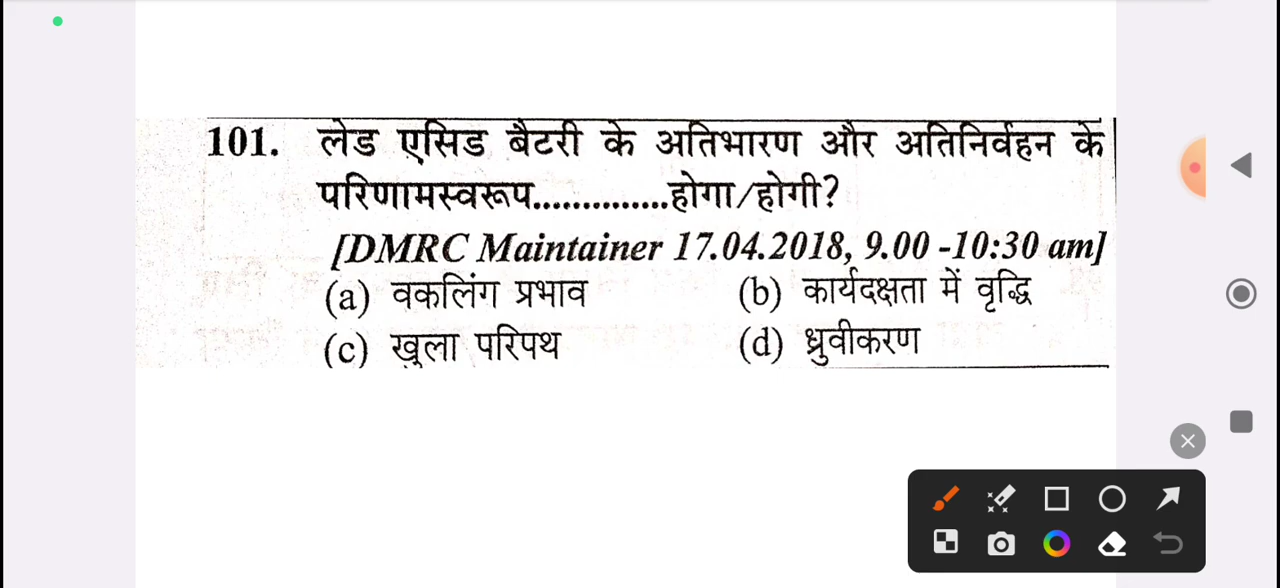 101. लेड एसिड बैटरी के अतिभारण और अतिनिर्वहन के
परिणामस्वरूप..............होगा/होगी?
[DMRC Maintainer 17.04.2018, 9.00 -10:30 am]
(a) वकलिंग प्रभाव (b) कार्यदक्षता में वृद्धि
(c) खुला परिपथ (d) ध्रुवीकरण